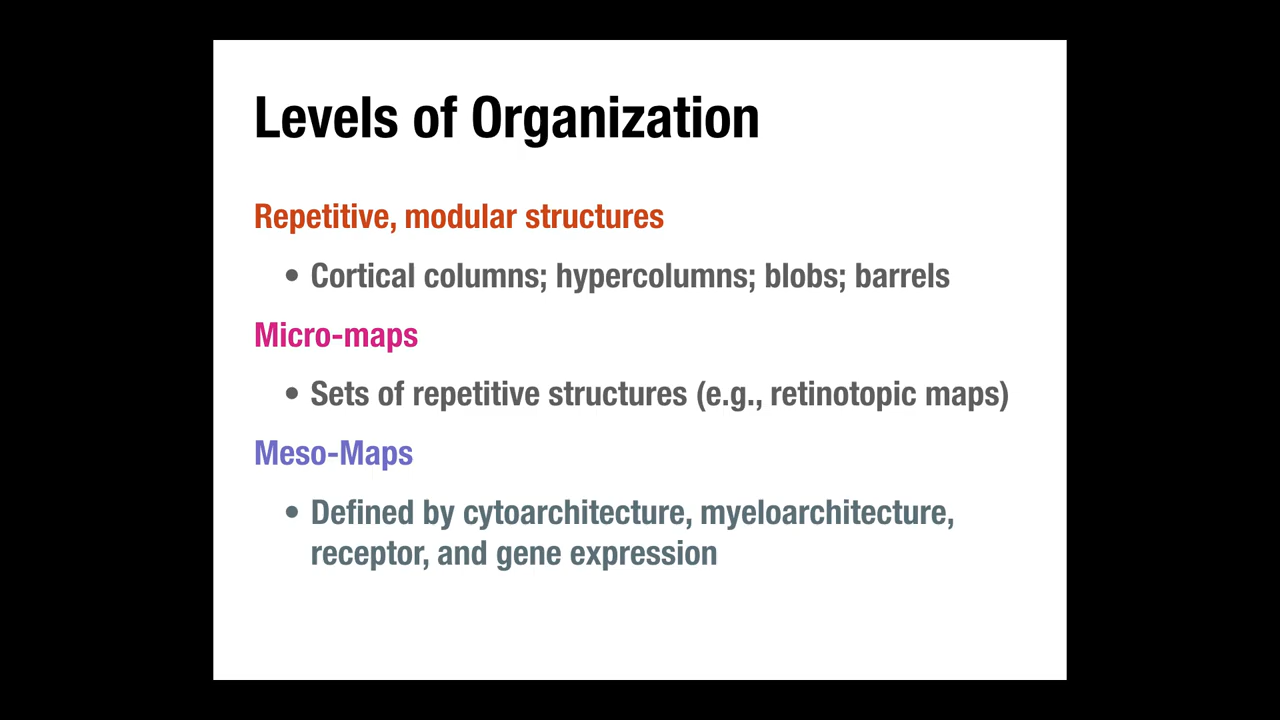 Levels of Organization
Repetitive, modular structures
• Cortical columns; hypercolumns; blobs; barrels
Micro-maps
• Sets of repetitive structures (e.g., retinotopic maps)
Meso-Maps
• Defined by cytoarchitecture, myeloarchitecture,
receptor, and gene expression